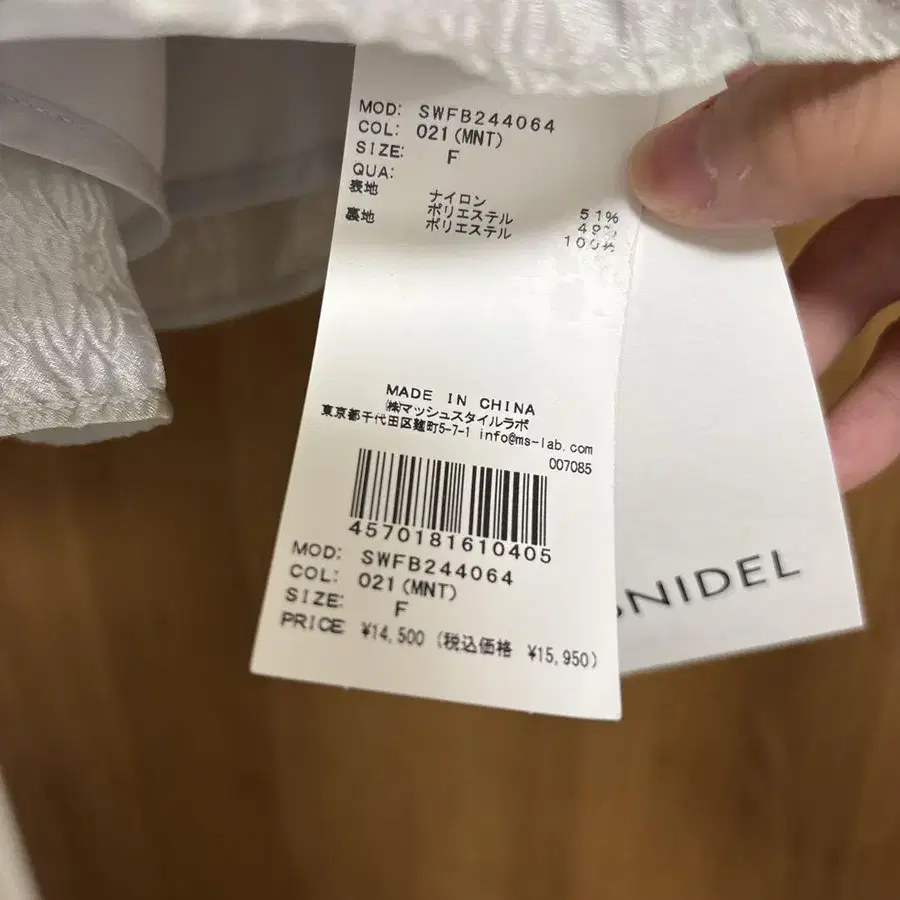 MOD: SWFB244064
COL: 021(MNT)
SIZE: F
QUA:
表地 ナイロン 51%
ポリエステル 49%
裏地 ポリエステル 100%
MADE IN CHINA
㈱マッシュスタイルラボ
東京都千代田区麹町5-7-1 info@ms-lab.com
007085
4570181610405
MOD: SWFB244064
COL: 021(MNT)
SIZE: F
PRICE ¥14,500 (税込価格 ¥15,950)
SNIDEL